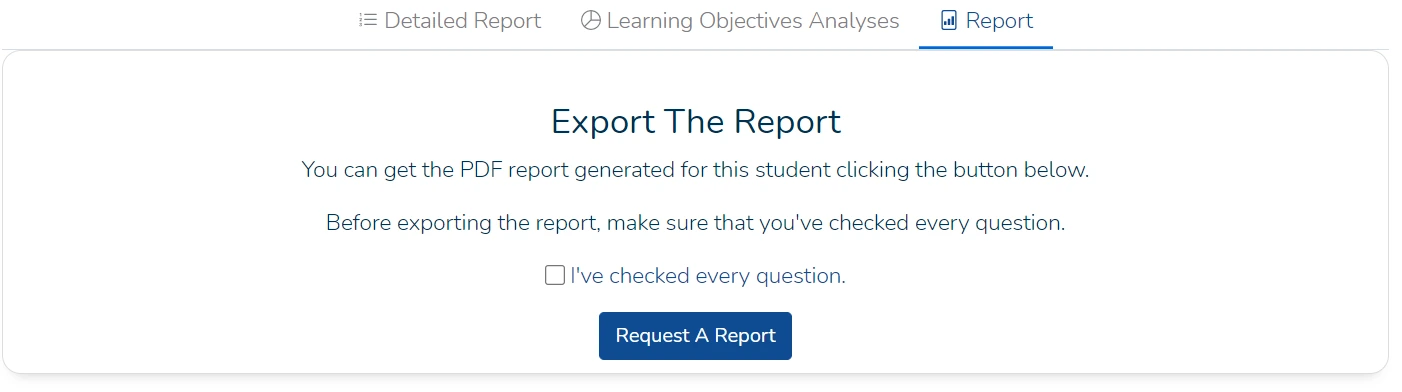 Detailed Report Learning Objectives Analyses Report
Export The Report
You can get the PDF report generated for this student clicking the button below.
Before exporting the report, make sure that you've checked every question.
I've checked every question.
Request A Report